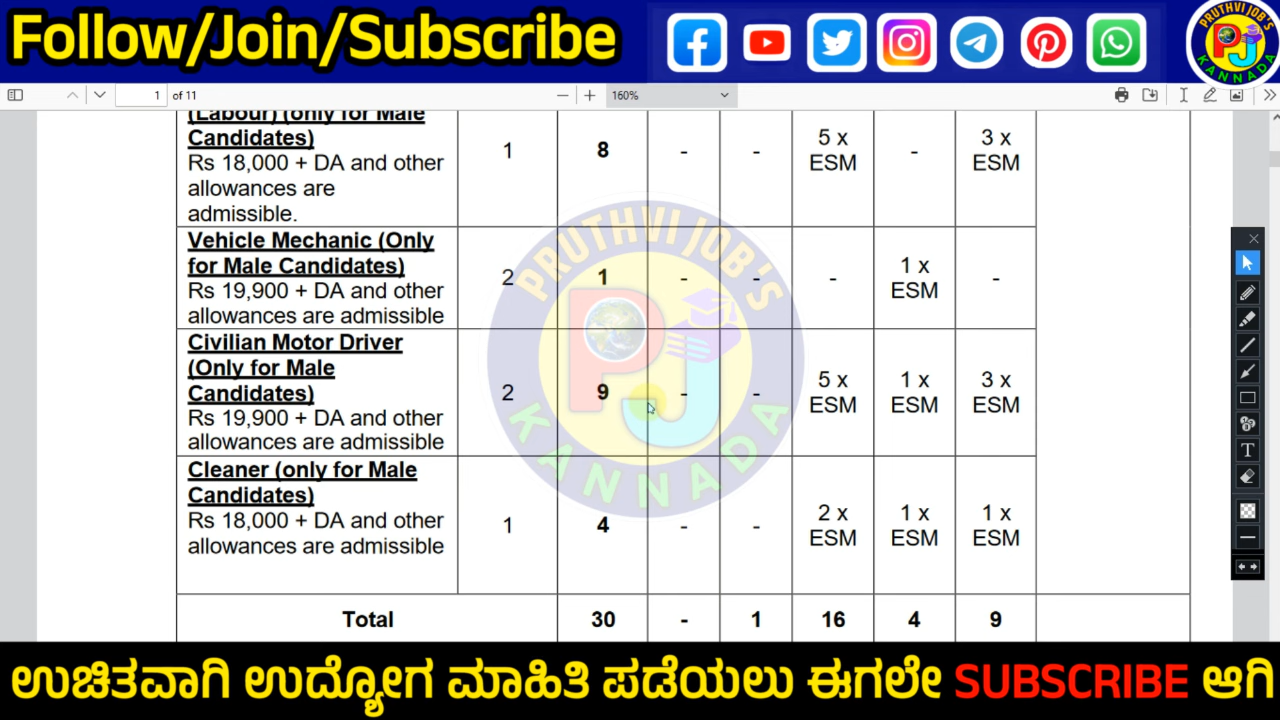 Follow/Join/Subscribe
PRUTHVI JOB'S
PJ
KANNADA
1 of 11
160%
(Labour) (only for Male
Candidates)
Rs 18,000 + DA and other
allowances are
admissible.
1
8
-
-
5 x
ESM
-
3 x
ESM
Vehicle Mechanic (Only
for Male Candidates)
Rs 19,900 + DA and other
allowances are admissible
2
1
-
-
-
1 x
ESM
-
Civilian Motor Driver
(Only for Male
Candidates)
Rs 19,900 + DA and other
allowances are admissible
2
9
-
-
5 x
ESM
1 x
ESM
3 x
ESM
Cleaner (only for Male
Candidates)
Rs 18,000 + DA and other
allowances are admissible
1
4
-
-
2 x
ESM
1 x
ESM
1 x
ESM
Total
30
-
1
16
4
9
PRUTHVI JOB'S
PJ
KANNADA
ಉಚಿತವಾಗಿ ಉದ್ಯೋಗ ಮಾಹಿತಿ ಪಡೆಯಲು ಈಗಲೇ SUBSCRIBE ಆಗಿ